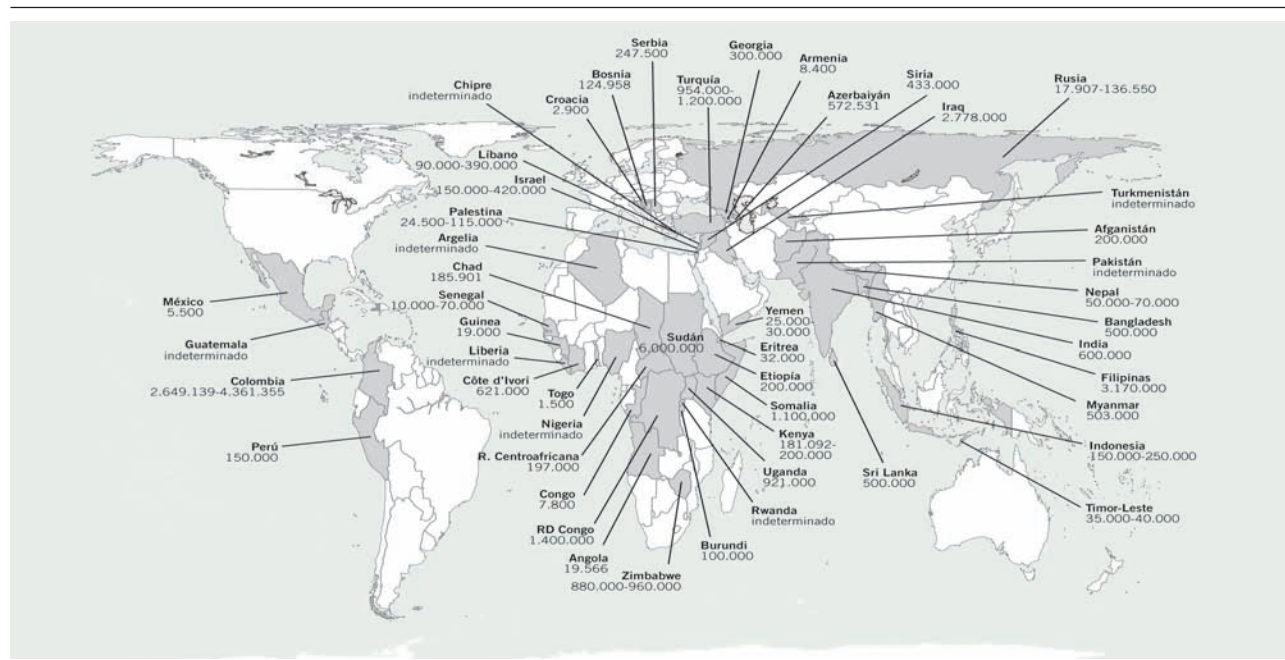 Serbia
247.500
Georgia
300.000
Armenia
8.400
Bosnia
124.958
Turquía
954.000-
1.200.000
Siria
433.000
Rusia
17.907-136.550
Chipre
indeterminado
Croacia
2.900
Azerbaiyán
572.531
Iraq
2.778.000
Líbano
90.000-390.000
Israel
150.000-420.000
Turkmenistán
indeterminado
Palestina
24.500-115.000
Afganistán
200.000
Argelia
indeterminado
Pakistán
indeterminado
Chad
185.901
Nepal
50.000-70.000
México
5.500
Senegal
10.000-70.000
Yemen
25.000-
30.000
Bangladesh
500.000
Guinea
19.000
Sudán
6,000.000
Guatemala
indeterminado
Liberia
indeterminado
Eritrea
32.000
India
600.000
Colombia
2.649.139-4.361.355
Côte d'Ivori
621.000
Etiopía
200.000
Filipinas
3.170.000
Togo
1.500
Somalia
1.100,000
Myanmar
503.000
Nigeria
indeterminado
Kenya
181.092-
200.000
Perú
150.000
R. Centroafricana
197.000
Indonesia
150.000-250.000
Uganda
921.000
Sri Lanka
500.000
Congo
7.800
Rwanda
indeterminado
Timor-Leste
35.000-40.000
RD Congo
1.400.000
Burundi
100.000
Angola
19.566
Zimbabwe
880.000-960.000